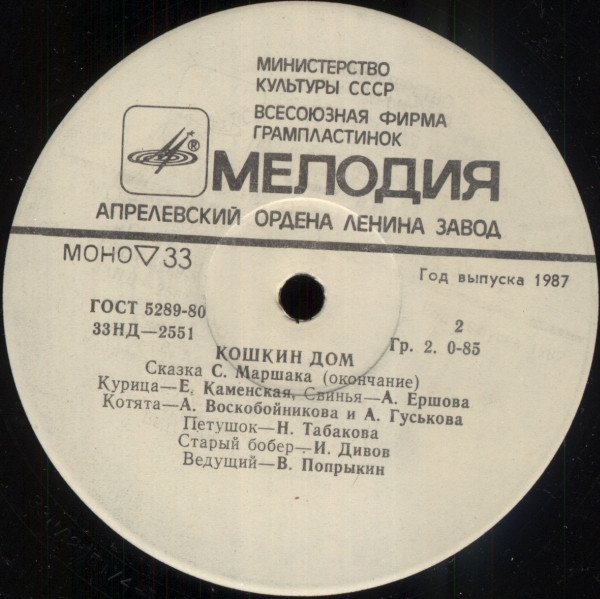 МИНИСТЕРСТВО
КУЛЬТУРЫ СССР
ВСЕСОЮЗНАЯ ФИРМА
ГРАМПЛАСТИНОК
®
МЕЛОДИЯ
АПРЕЛЕВСКИЙ ОРДЕНА ЛЕНИНА ЗАВОД
МОНО 33
Год выпуска 1987
ГОСТ 5289-80
33НД—2551
2
Гр. 2. 0-85
КОШКИН ДОМ
Сказка С. Маршака (окончание)
Курица—Е. Каменская, Свинья—А. Ершова
Котята—А. Воскобойникова и А. Гуськова
Петушок—Н. Табакова
Старый бобер—И. Дивов
Ведущий—В. Попрыкин